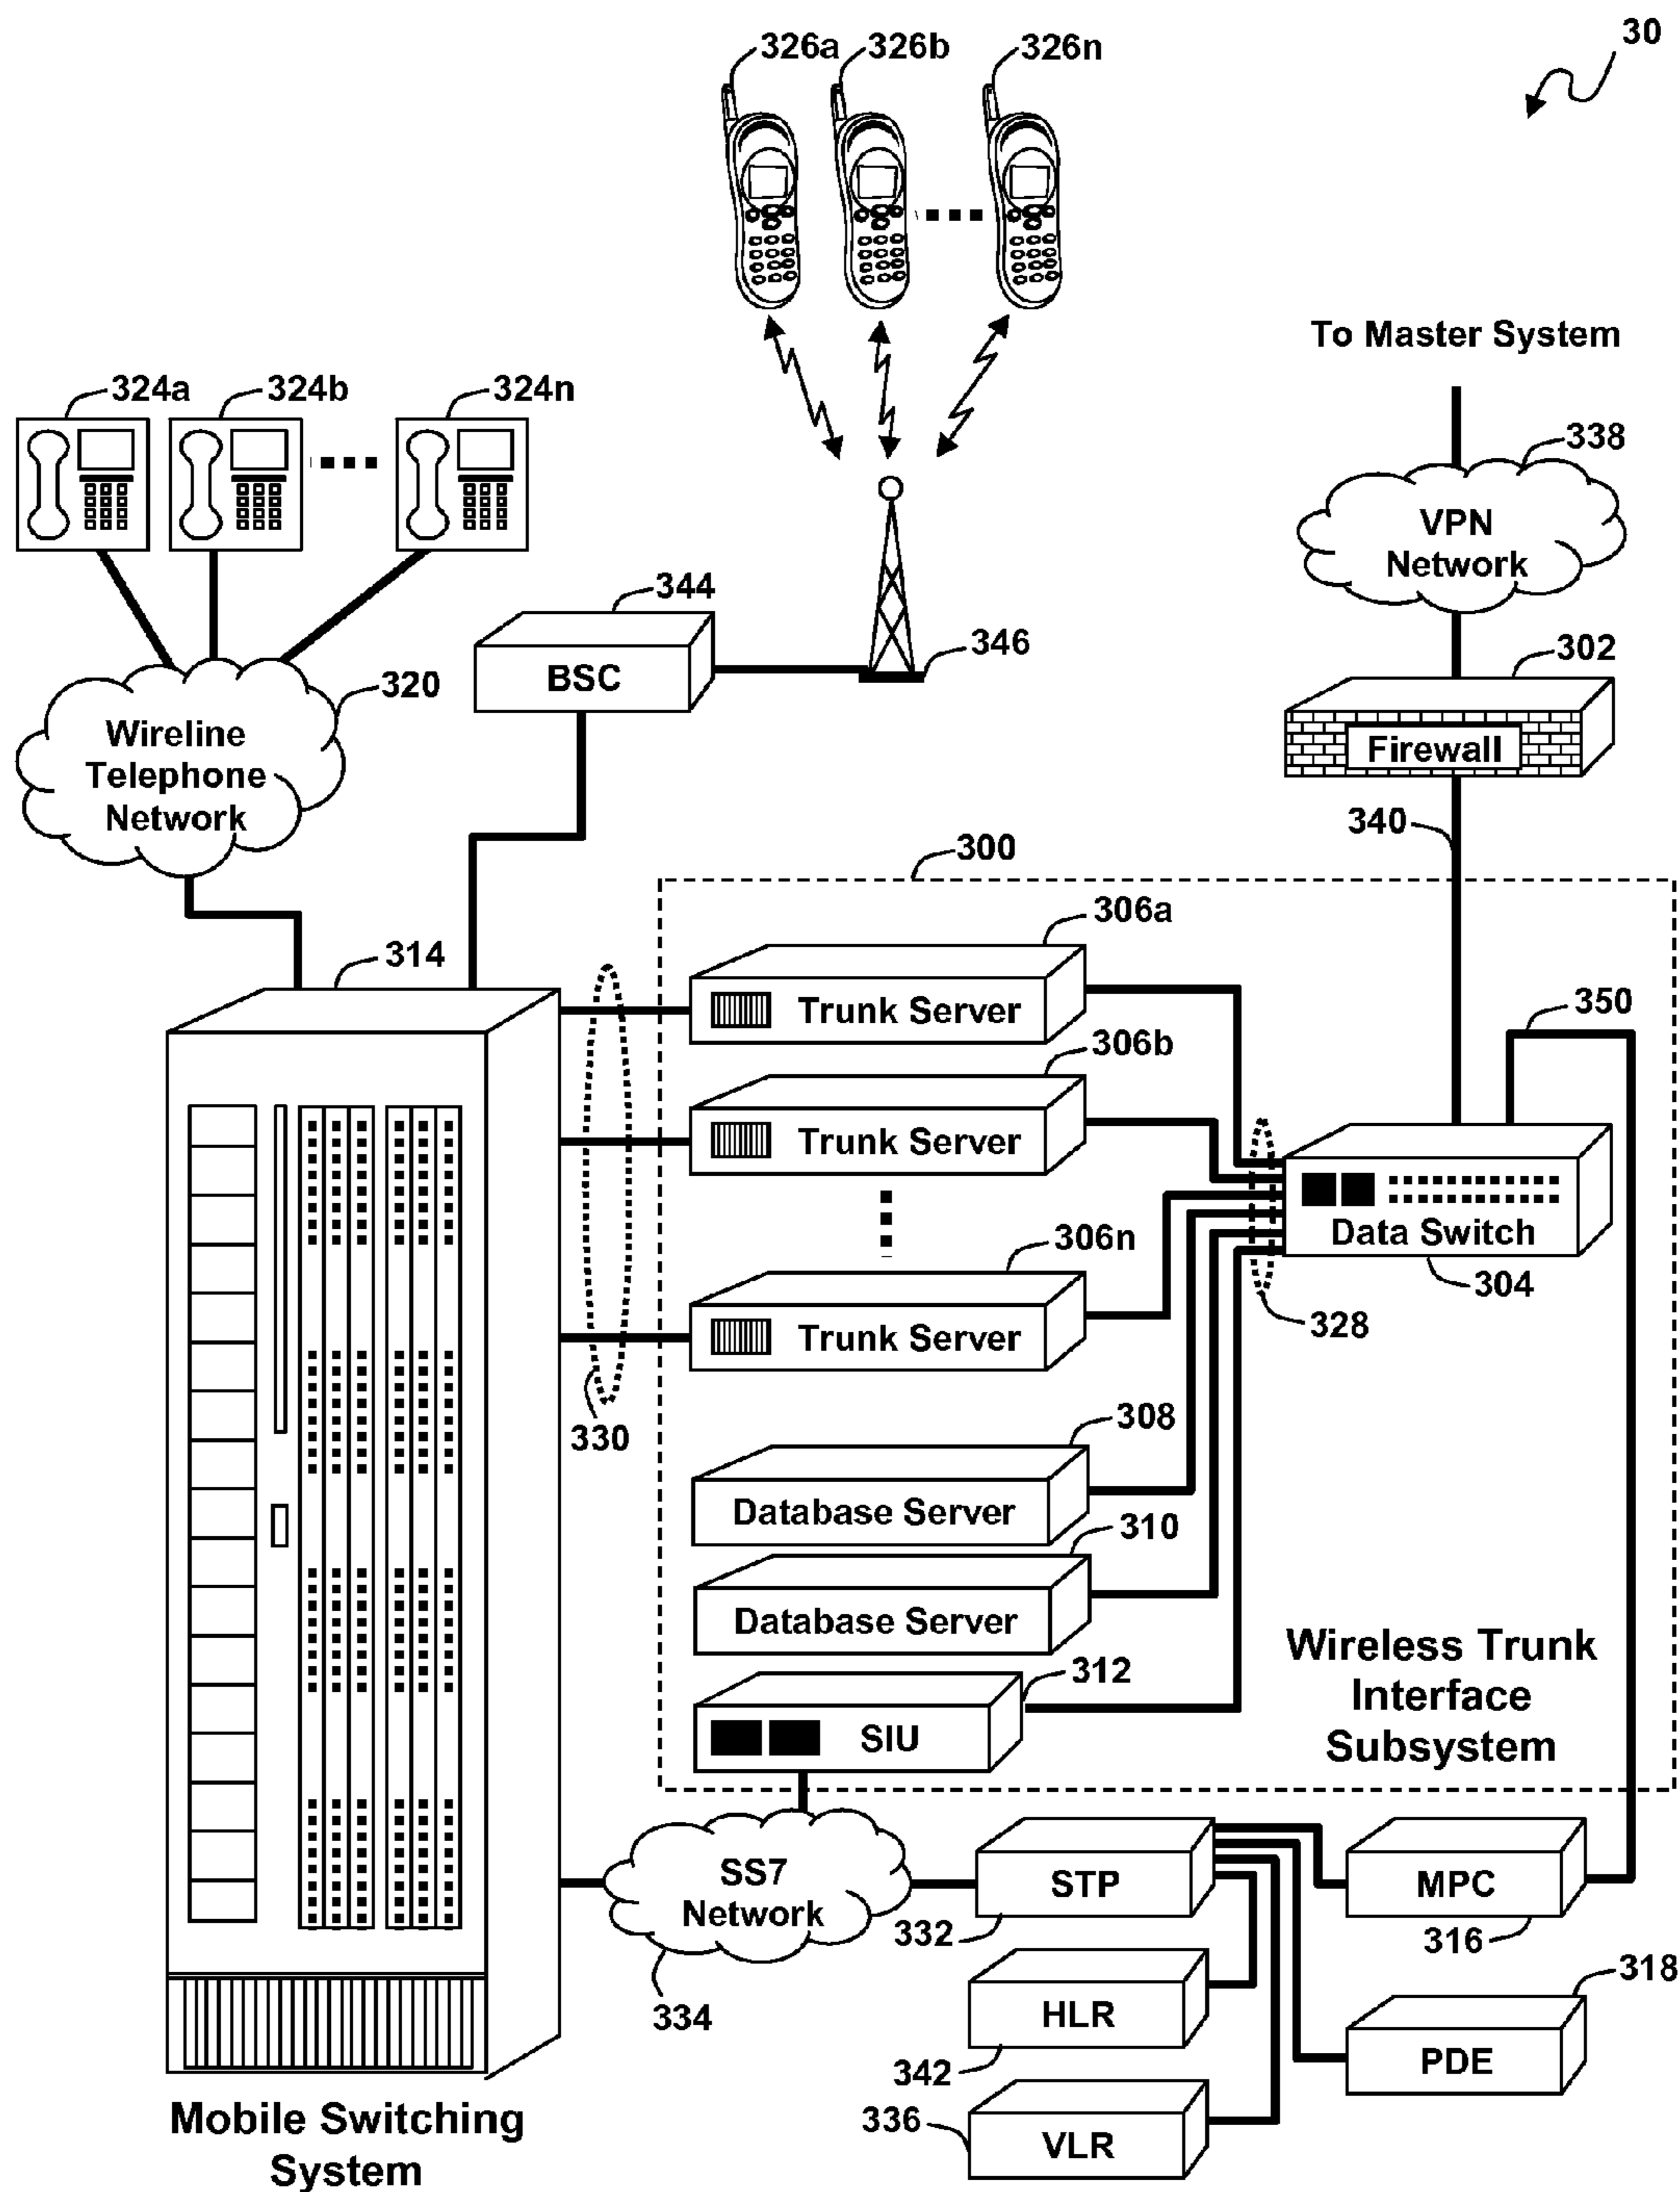 30
326a
326b
326n
To Master System
324a
324b
324n
338
VPN
Network
344
BSC
346
302
Firewall
320
Wireline
Telephone
Network
340
300
306a
Trunk Server
314
350
306b
Trunk Server
306n
Trunk Server
Data Switch
304
328
330
308
Database Server
310
Database Server
312
SIU
Wireless Trunk
Interface
Subsystem
SS7
Network
334
STP
332
MPC
316
HLR
342
318
PDE
336
VLR
Mobile Switching
System